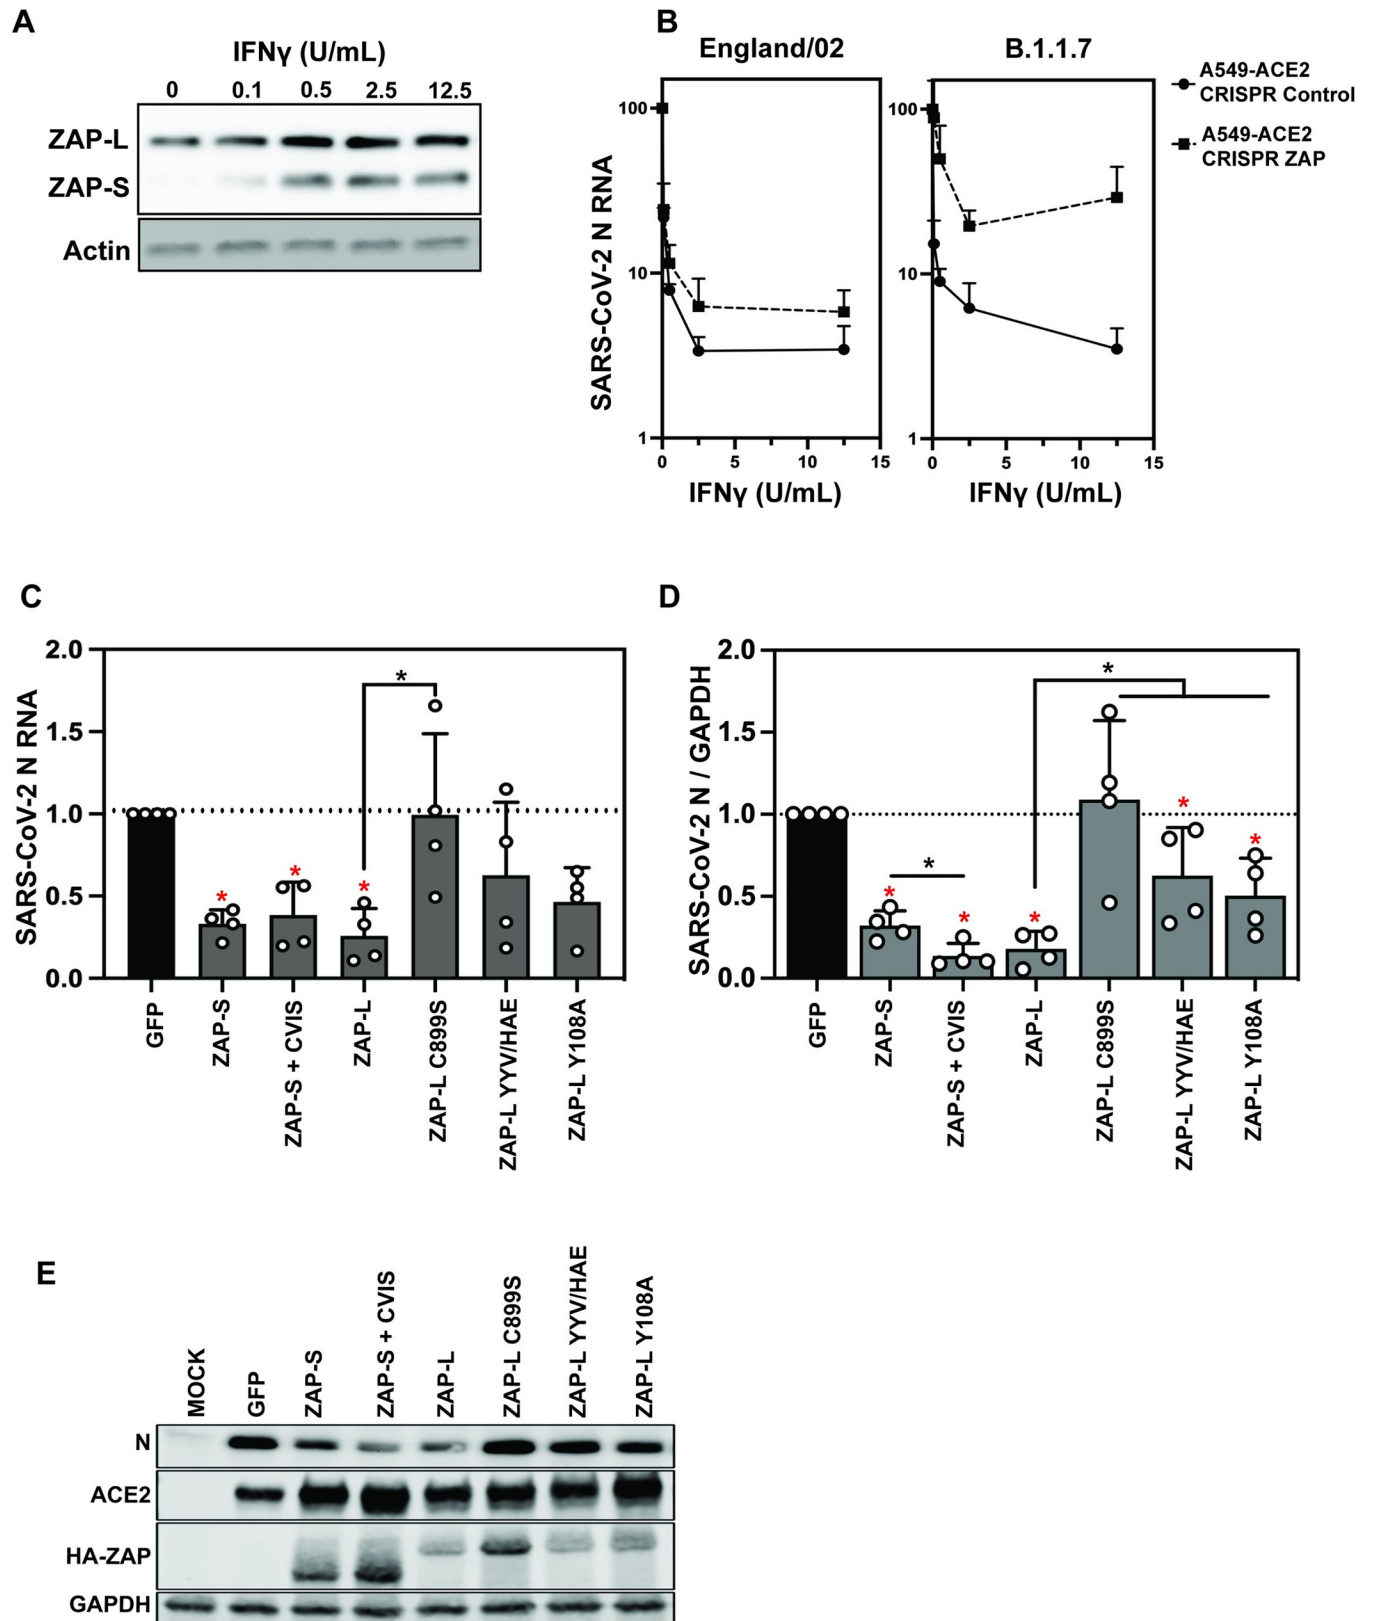 A
IFNγ (U/mL)
0 0.1 0.5 2.5 12.5
ZAP-L
ZAP-S
Actin
B
England/02
B.1.1.7
A549-ACE2
CRISPR Control
A549-ACE2
CRISPR ZAP
SARS-CoV-2 N RNA
100
10
1
0 5 10 15
IFNγ (U/mL)
100
10
1
0 5 10 15
IFNγ (U/mL)
C
SARS-CoV-2 N RNA
2.0
1.5
1.0
0.5
0.0
*
*
*
*
GFP
ZAP-S
ZAP-S + CVIS
ZAP-L
ZAP-L C899S
ZAP-L YYV/HAE
ZAP-L Y108A
D
SARS-CoV-2 N / GAPDH
2.0
1.5
1.0
0.5
0.0
*
*
*
*
*
*
*
GFP
ZAP-S
ZAP-S + CVIS
ZAP-L
ZAP-L C899S
ZAP-L YYV/HAE
ZAP-L Y108A
E
MOCK
GFP
ZAP-S
ZAP-S + CVIS
ZAP-L
ZAP-L C899S
ZAP-L YYV/HAE
ZAP-L Y108A
N
ACE2
HA-ZAP
GAPDH